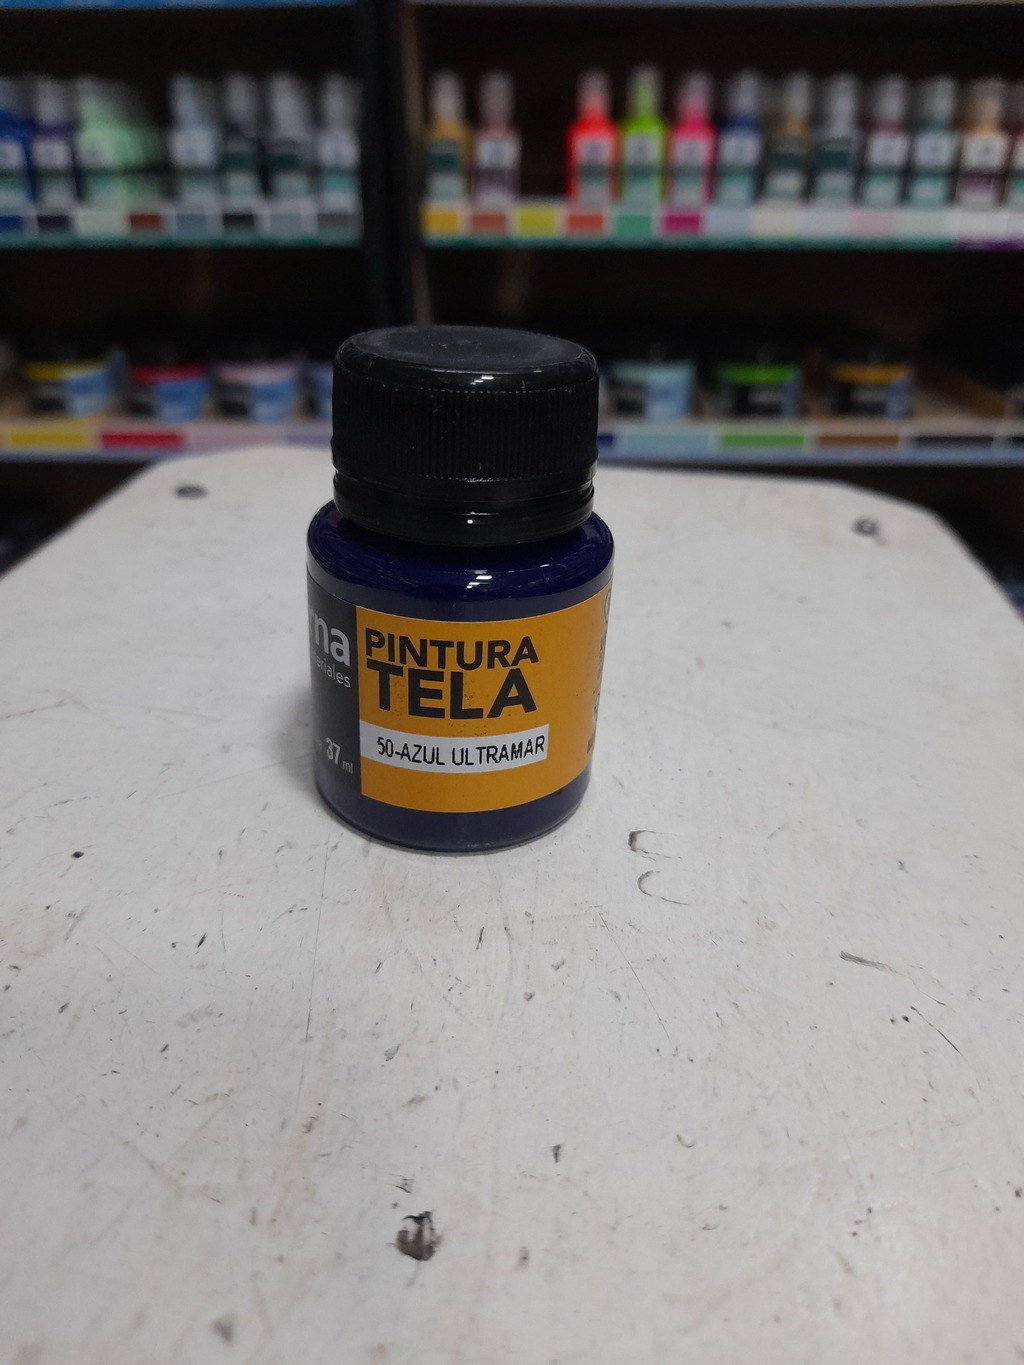 rna
eriales
37 ml
PINTURA
TELA
50-AZUL ULTRAMAR